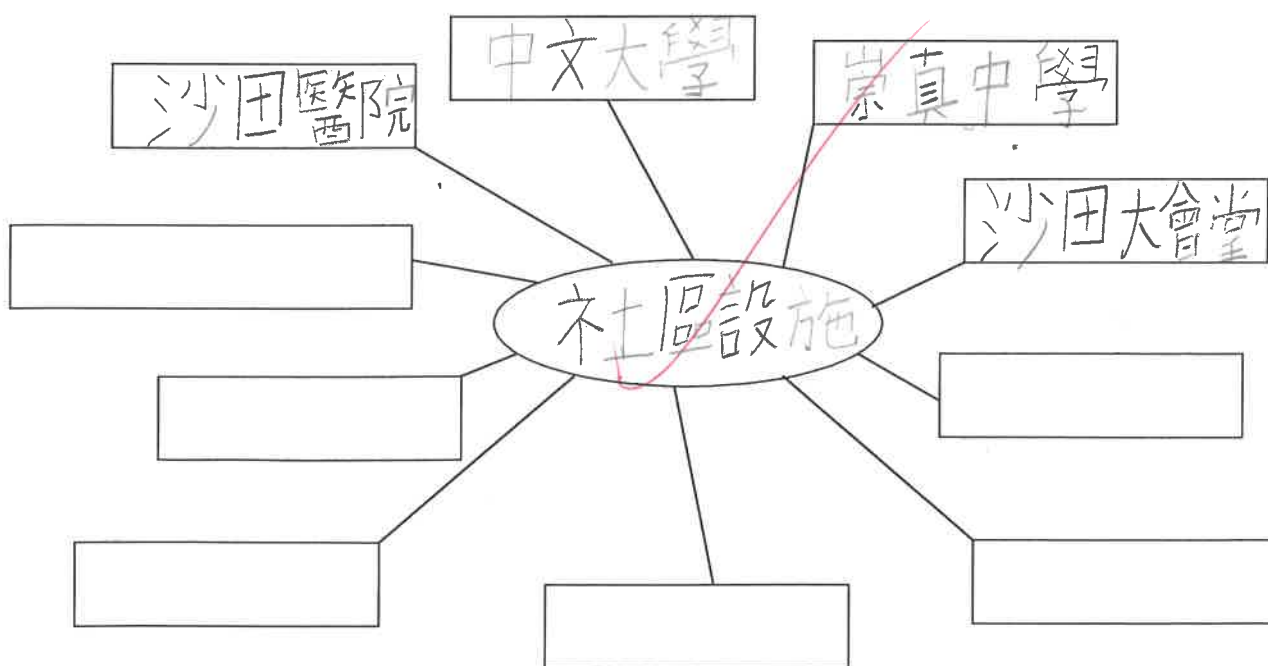 中文大學
崇真中學
沙田醫院
沙田大會堂
社區設施